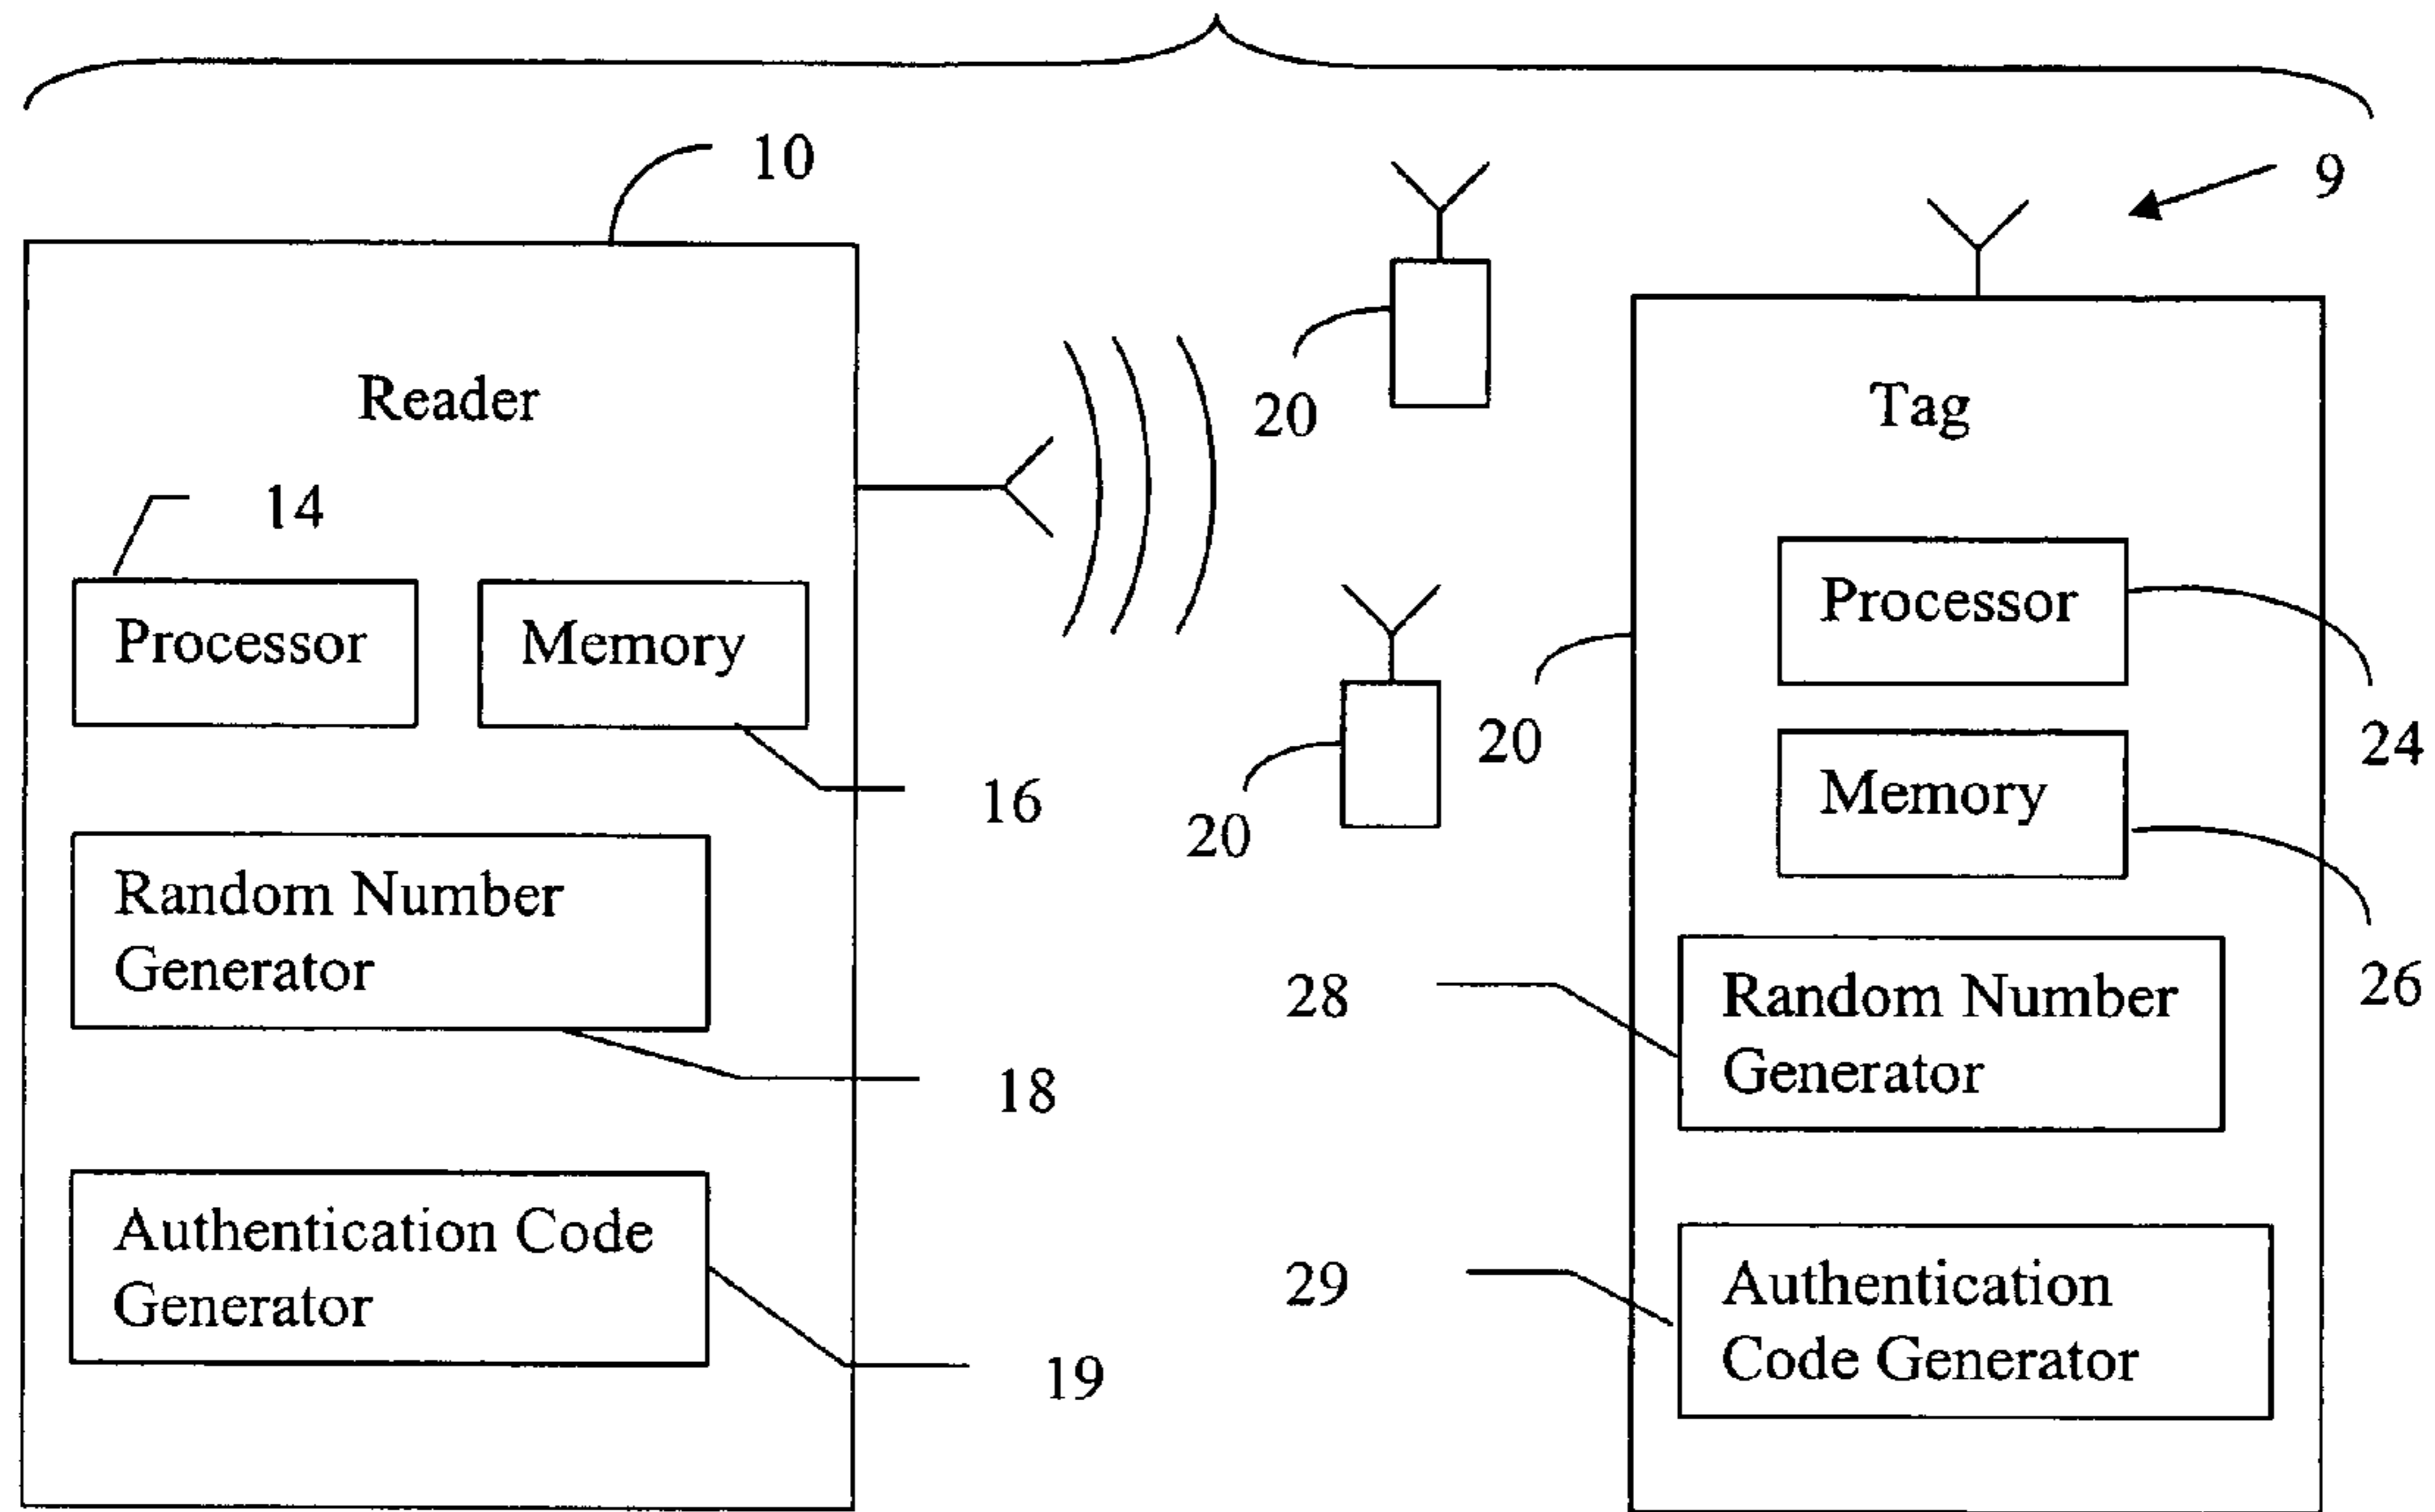 10
9
Reader
20
Tag
14
Processor
Memory
Processor
20
20
24
16
Memory
Random Number
Generator
26
28
Random Number
Generator
18
Authentication Code
Generator
29
Authentication
Code Generator
19